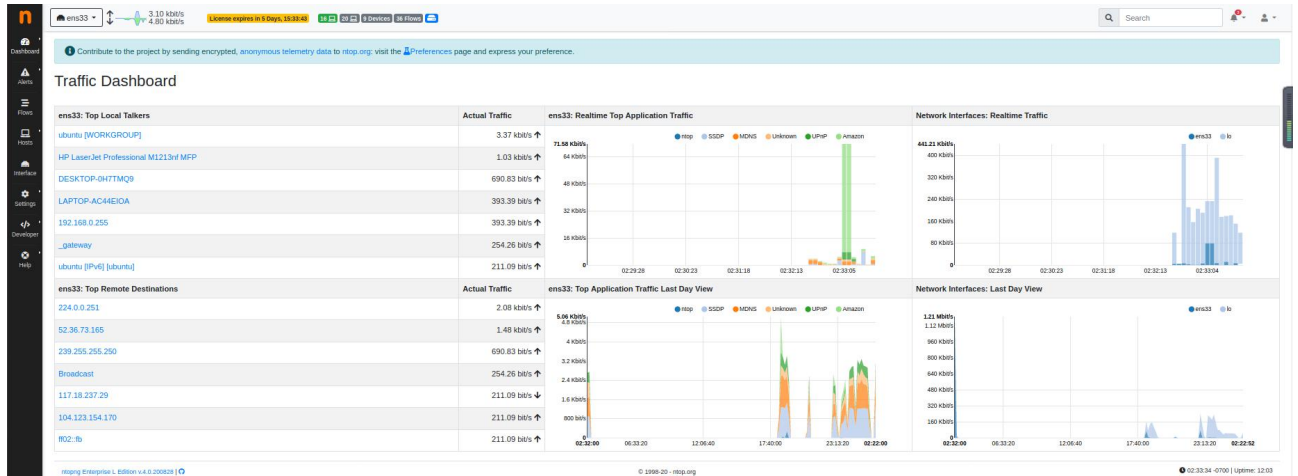 n
ens33
3.10 kbit/s
4.80 kbit/s
License expires in 5 Days, 15:33:43
16
20
9 Devices
36 Flows
Search
Dashboard
Alerts
Flows
Hosts
Interface
Settings
Developer
Help
Contribute to the project by sending encrypted, anonymous telemetry data to ntop.org: visit the Preferences page and express your preference.
Traffic Dashboard
ens33: Top Local Talkers
Actual Traffic
ubuntu [WORKGROUP]
3.37 kbit/s
HP LaserJet Professional M1213nf MFP
1.03 kbit/s
DESKTOP-0H7TMQ9
690.83 bit/s
LAPTOP-AC44EIOA
393.39 bit/s
192.168.0.255
393.39 bit/s
_gateway
254.26 bit/s
ubuntu [IPv6] [ubuntu]
211.09 bit/s
ens33: Realtime Top Application Traffic
ntop SSDP MDNS Unknown UPnP Amazon
71.58 Kbit/s
64 Kbit/s
48 Kbit/s
32 Kbit/s
16 Kbit/s
0
02:29:28 02:30:23 02:31:18 02:32:13 02:33:05
Network Interfaces: Realtime Traffic
ens33 lo
441.21 Kbit/s
400 Kbit/s
320 Kbit/s
240 Kbit/s
160 Kbit/s
80 Kbit/s
0
02:29:28 02:30:23 02:31:18 02:32:13 02:33:04
ens33: Top Remote Destinations
Actual Traffic
224.0.0.251
2.08 kbit/s
52.36.73.165
1.48 kbit/s
239.255.255.250
690.83 bit/s
Broadcast
254.26 bit/s
117.18.237.29
211.09 bit/s
104.123.154.170
211.09 bit/s
ff02::fb
211.09 bit/s
ens33: Top Application Traffic Last Day View
ntop SSDP MDNS Unknown UPnP Amazon
5.06 Kbit/s
4.8 Kbit/s
4 Kbit/s
3.2 Kbit/s
2.4 Kbit/s
1.6 Kbit/s
800 bit/s
0
02:32:00 06:33:20 12:06:40 17:40:00 23:13:20 02:22:00
Network Interfaces: Last Day View
ens33 lo
1.21 Mbit/s
1.12 Mbit/s
960 Kbit/s
800 Kbit/s
640 Kbit/s
480 Kbit/s
320 Kbit/s
160 Kbit/s
0
02:32:00 06:33:20 12:06:40 17:40:00 23:13:20 02:22:52
ntopng Enterprise L Edition v.4.0.200828 |
© 1998-20 - ntop.org
02:33:34 -0700 | Uptime: 12:03